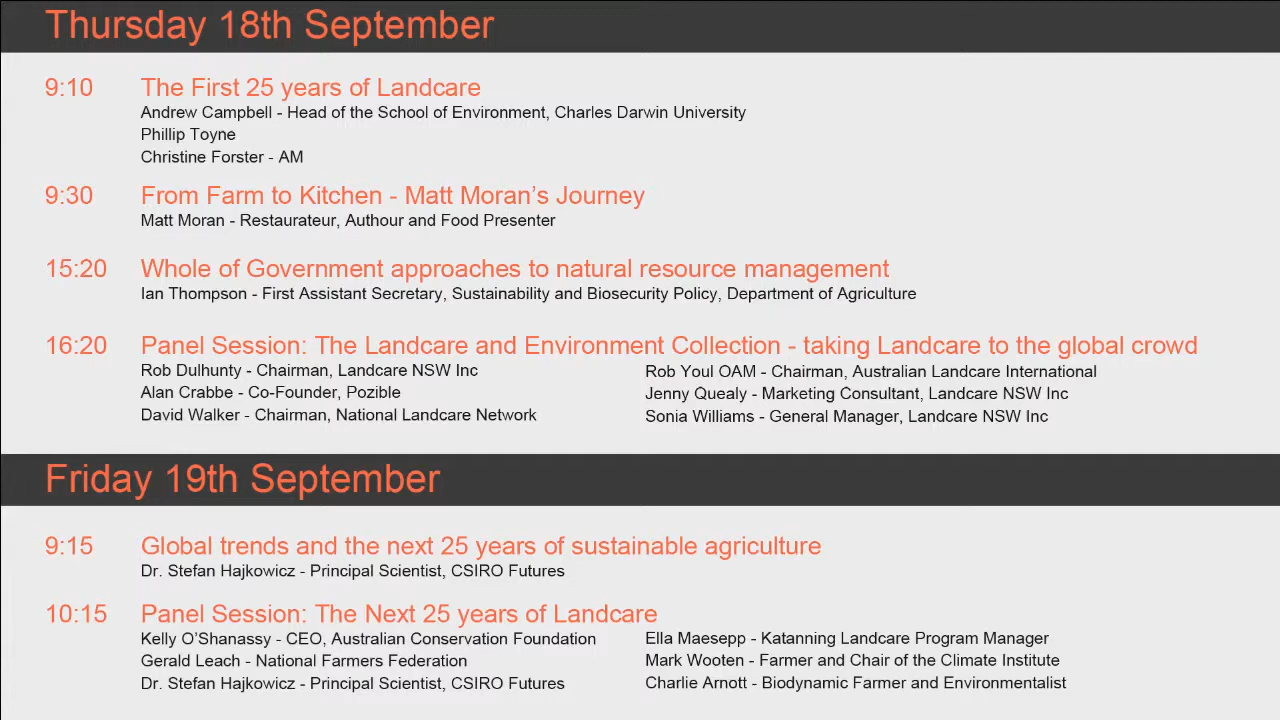 Thursday 18th September
9:10 The First 25 years of Landcare
Andrew Campbell - Head of the School of Environment, Charles Darwin University
Phillip Toyne
Christine Forster - AM
9:30 From Farm to Kitchen - Matt Moran’s Journey
Matt Moran - Restaurateur, Authour and Food Presenter
15:20 Whole of Government approaches to natural resource management
Ian Thompson - First Assistant Secretary, Sustainability and Biosecurity Policy, Department of Agriculture
16:20 Panel Session: The Landcare and Environment Collection - taking Landcare to the global crowd
Rob Dulhunty - Chairman, Landcare NSW Inc
Alan Crabbe - Co-Founder, Pozible
David Walker - Chairman, National Landcare Network
Rob Youl OAM - Chairman, Australian Landcare International
Jenny Quealy - Marketing Consultant, Landcare NSW Inc
Sonia Williams - General Manager, Landcare NSW Inc
Friday 19th September
9:15 Global trends and the next 25 years of sustainable agriculture
Dr. Stefan Hajkowicz - Principal Scientist, CSIRO Futures
10:15 Panel Session: The Next 25 years of Landcare
Kelly O’Shanassy - CEO, Australian Conservation Foundation
Gerald Leach - National Farmers Federation
Dr. Stefan Hajkowicz - Principal Scientist, CSIRO Futures
Ella Maesepp - Katanning Landcare Program Manager
Mark Wooten - Farmer and Chair of the Climate Institute
Charlie Arnott - Biodynamic Farmer and Environmentalist